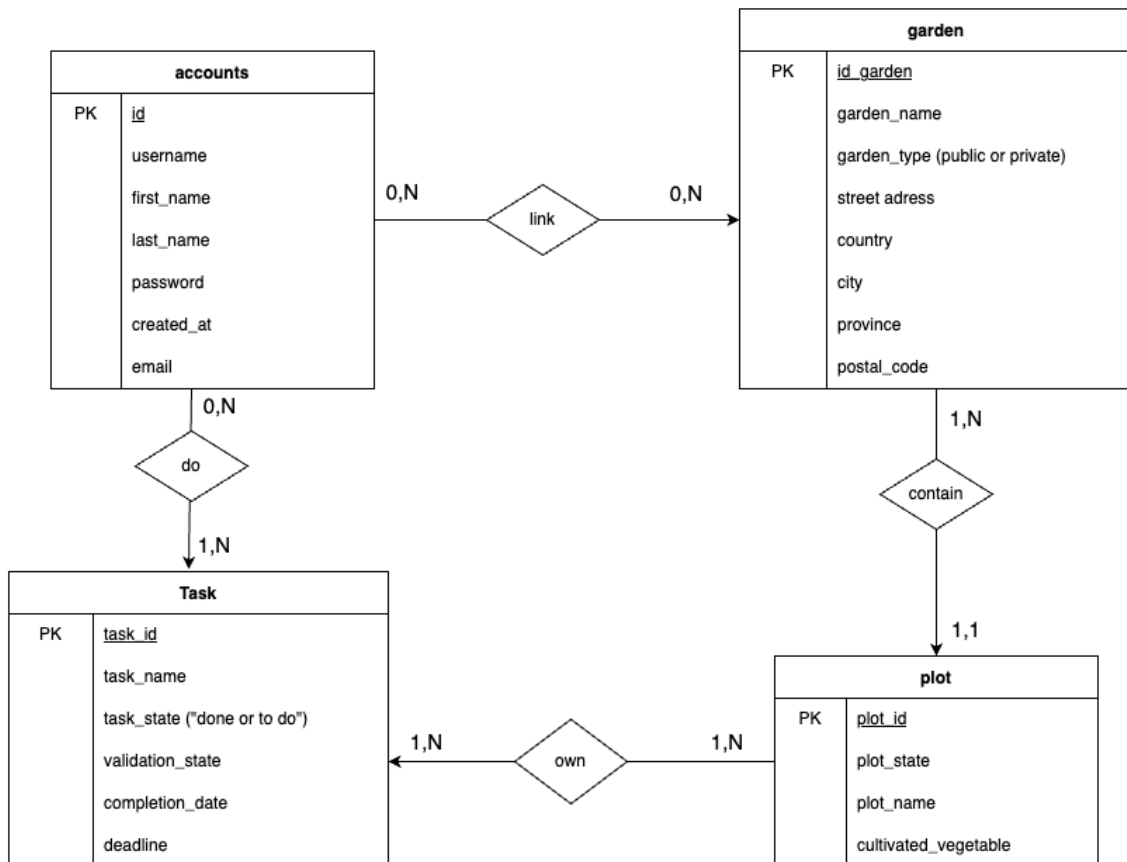 accounts
PK id
username
first_name
last_name
password
created_at
email
0,N
link
0,N
garden
PK id_garden
garden_name
garden_type (public or private)
street adress
country
city
province
postal_code
0,N
do
1,N
1,N
contain
1,1
Task
PK task_id
task_name
task_state ("done or to do")
validation_state
completion_date
deadline
1,N
own
1,N
plot
PK plot_id
plot_state
plot_name
cultivated_vegetable